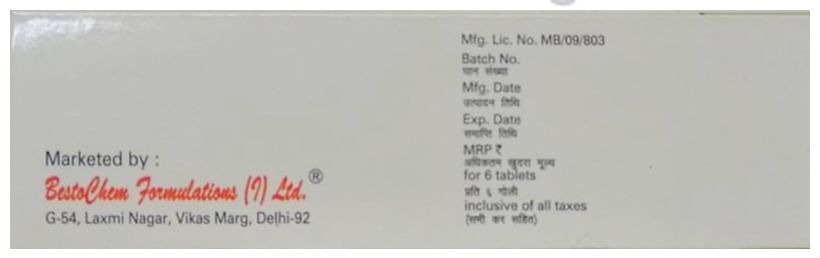 Marketed by :
BestoChem Formulations (I) Ltd.®
G-54, Laxmi Nagar, Vikas Marg, Delhi-92
Mfg. Lic. No. MB/09/803
Batch No.
घान संख्या
Mfg. Date
उत्पादन तिथि
Exp. Date
समाप्ति तिथि
MRP ₹
अधिकतम खुदरा मूल्य
for 6 tablets
प्रति ६ गोली
inclusive of all taxes
(सभी कर सहित)